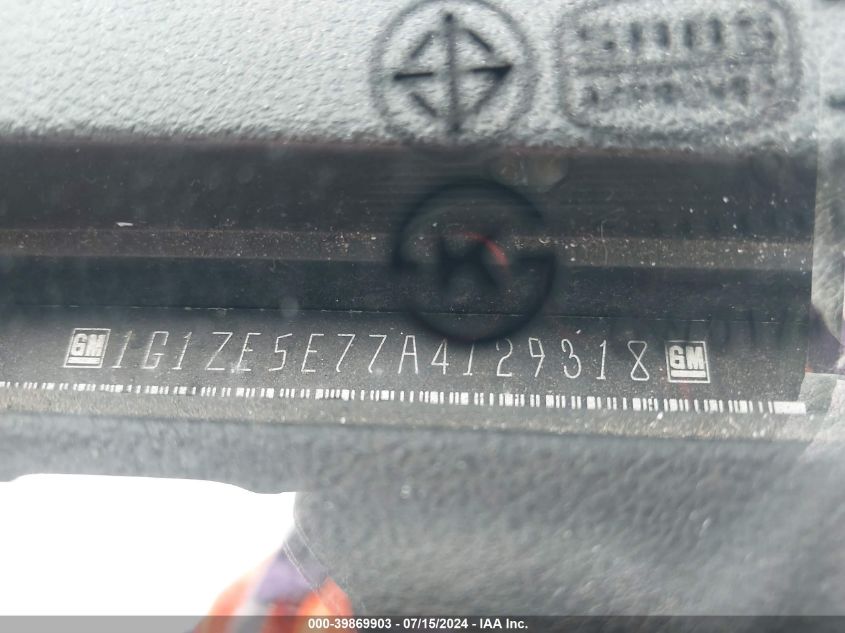 GM 1G1ZE5E77A4129318 GM
000-39869903 - 07/15/2024 - IAA Inc.